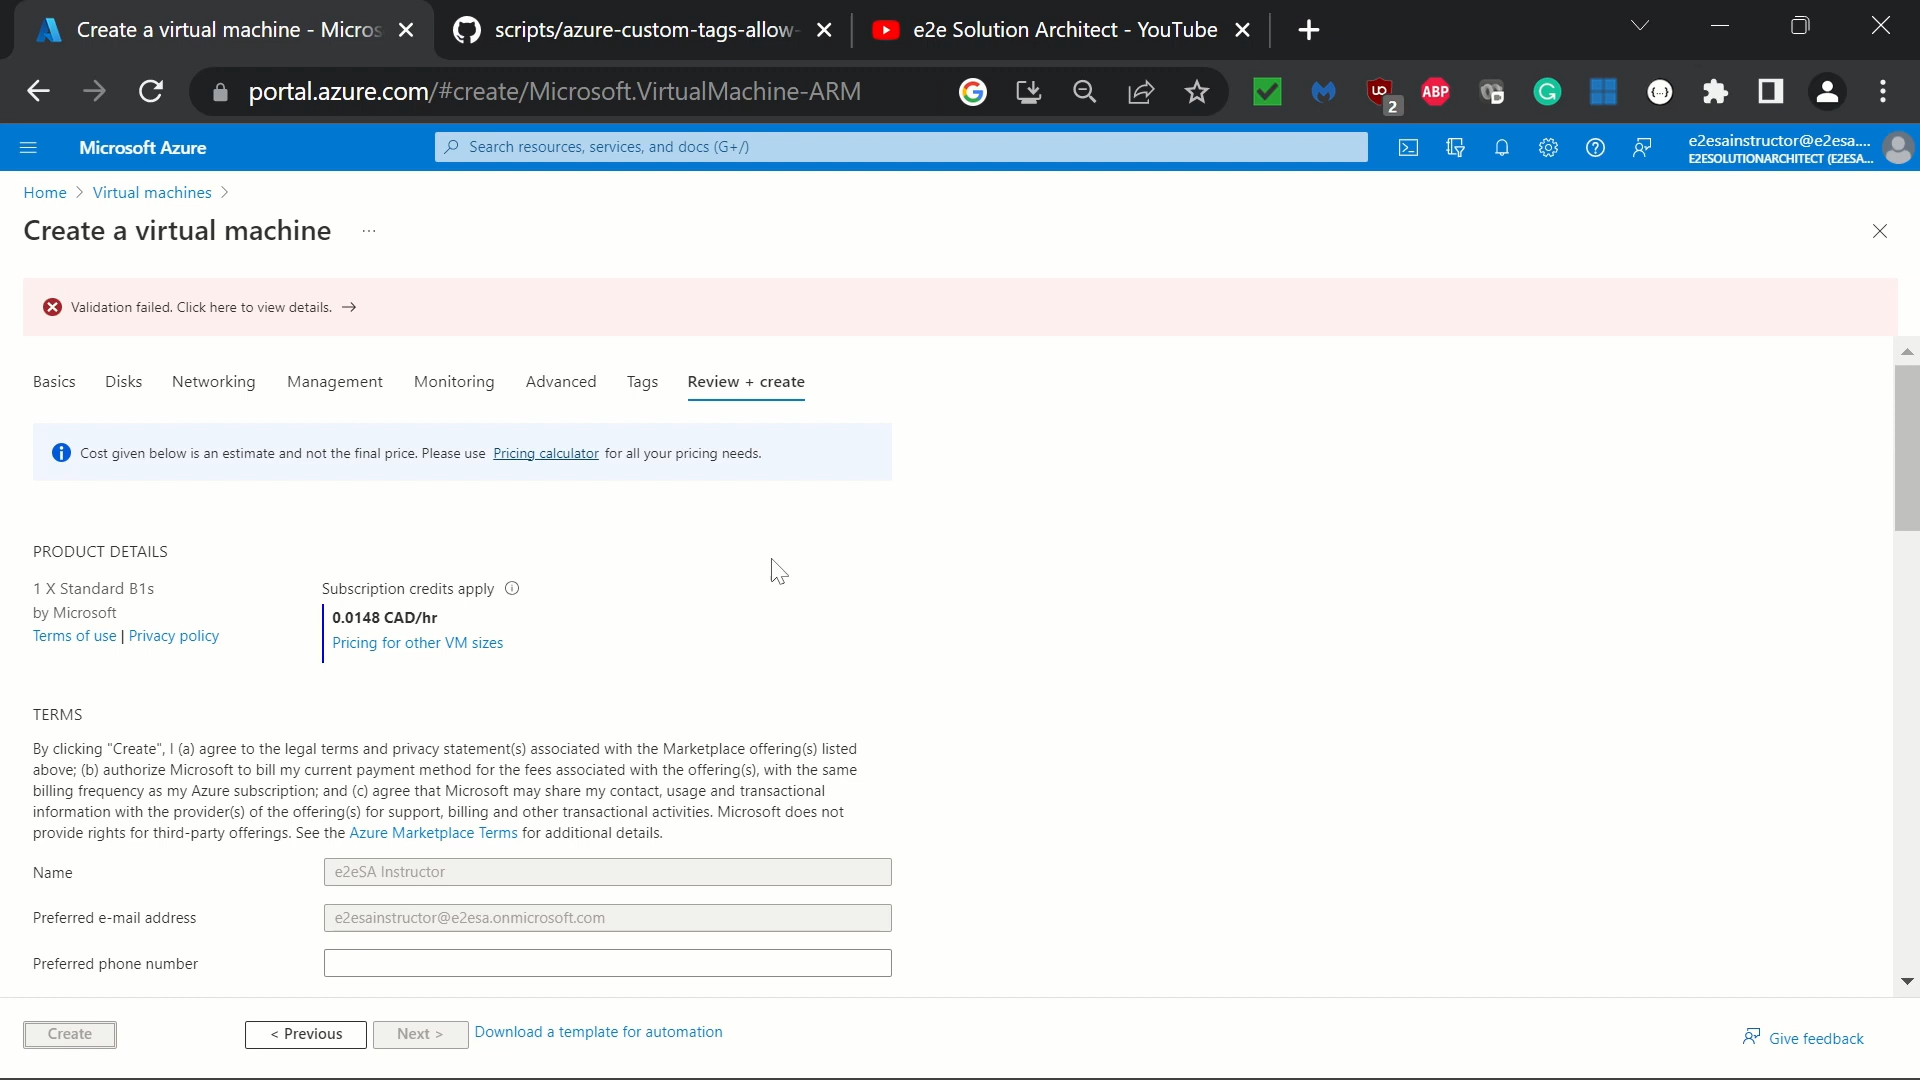 Create a virtual machine - Micros
scripts/azure-custom-tags-allow-
e2e Solution Architect - YouTube
portal.azure.com/#create/Microsoft.VirtualMachine-ARM
2
ABP
Microsoft Azure
Search resources, services, and docs (G+/)
e2esainstructor@e2esa....
E2ESOLUTIONARCHITECT (E2ESA...
Home > Virtual machines >
Create a virtual machine ...
Validation failed. Click here to view details. →
Basics Disks Networking Management Monitoring Advanced Tags Review + create
Cost given below is an estimate and not the final price. Please use Pricing calculator for all your pricing needs.
PRODUCT DETAILS
1 X Standard B1s
by Microsoft
Terms of use | Privacy policy
Subscription credits apply
0.0148 CAD/hr
Pricing for other VM sizes
TERMS
By clicking "Create", I (a) agree to the legal terms and privacy statement(s) associated with the Marketplace offering(s) listed
above; (b) authorize Microsoft to bill my current payment method for the fees associated with the offering(s), with the same
billing frequency as my Azure subscription; and (c) agree that Microsoft may share my contact, usage and transactional
information with the provider(s) of the offering(s) for support, billing and other transactional activities. Microsoft does not
provide rights for third-party offerings. See the Azure Marketplace Terms for additional details.
Name e2eSA Instructor
Preferred e-mail address e2esainstructor@e2esa.onmicrosoft.com
Preferred phone number
Create < Previous Next > Download a template for automation Give feedback